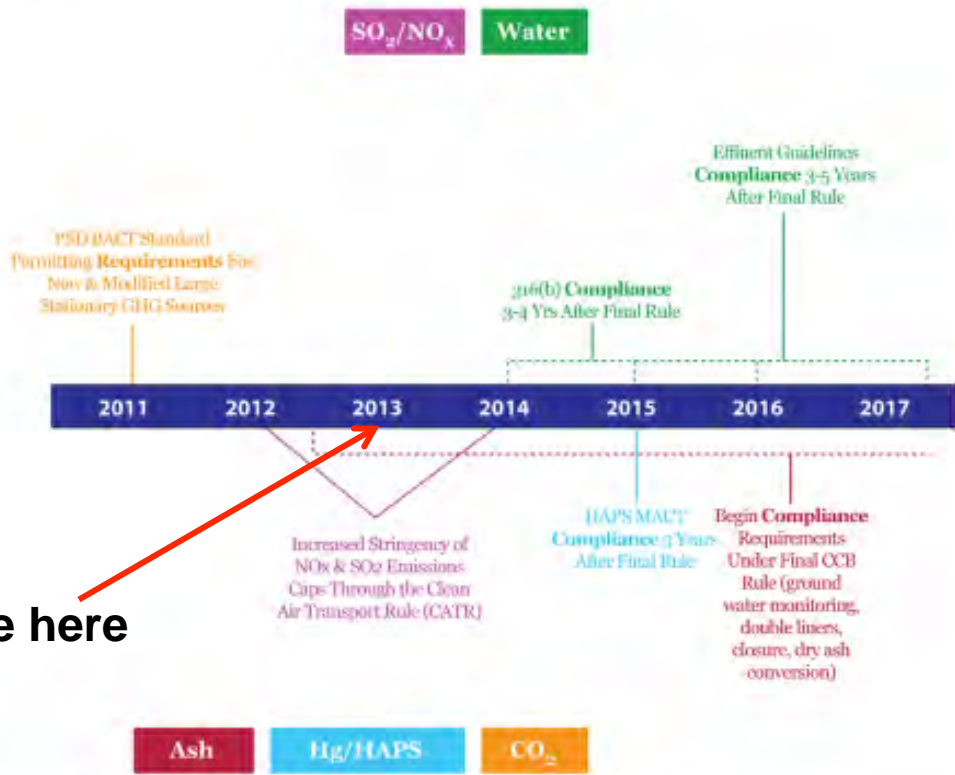 SO₂/NOₓ Water
Effluent Guidelines
Compliance 3-5 Years
After Final Rule
PSD BACT Standard
Permitting Requirements For
New & Modified Large
Stationary GHG Sources
316(b) Compliance
3-4 Yrs After Final Rule
2011 2012 2013 2014 2015 2016 2017
Increased Stringency of
NOx & SO2 Emissions
Caps Through the Clean
Air Transport Rule (CATR)
HAPS MACT
Compliance 3 Years
After Final Rule
Begin Compliance
Requirements
Under Final CCB
Rule (ground
water monitoring,
double liners,
closure, dry ash
conversion)
e here
Ash Hg/HAPS CO₂